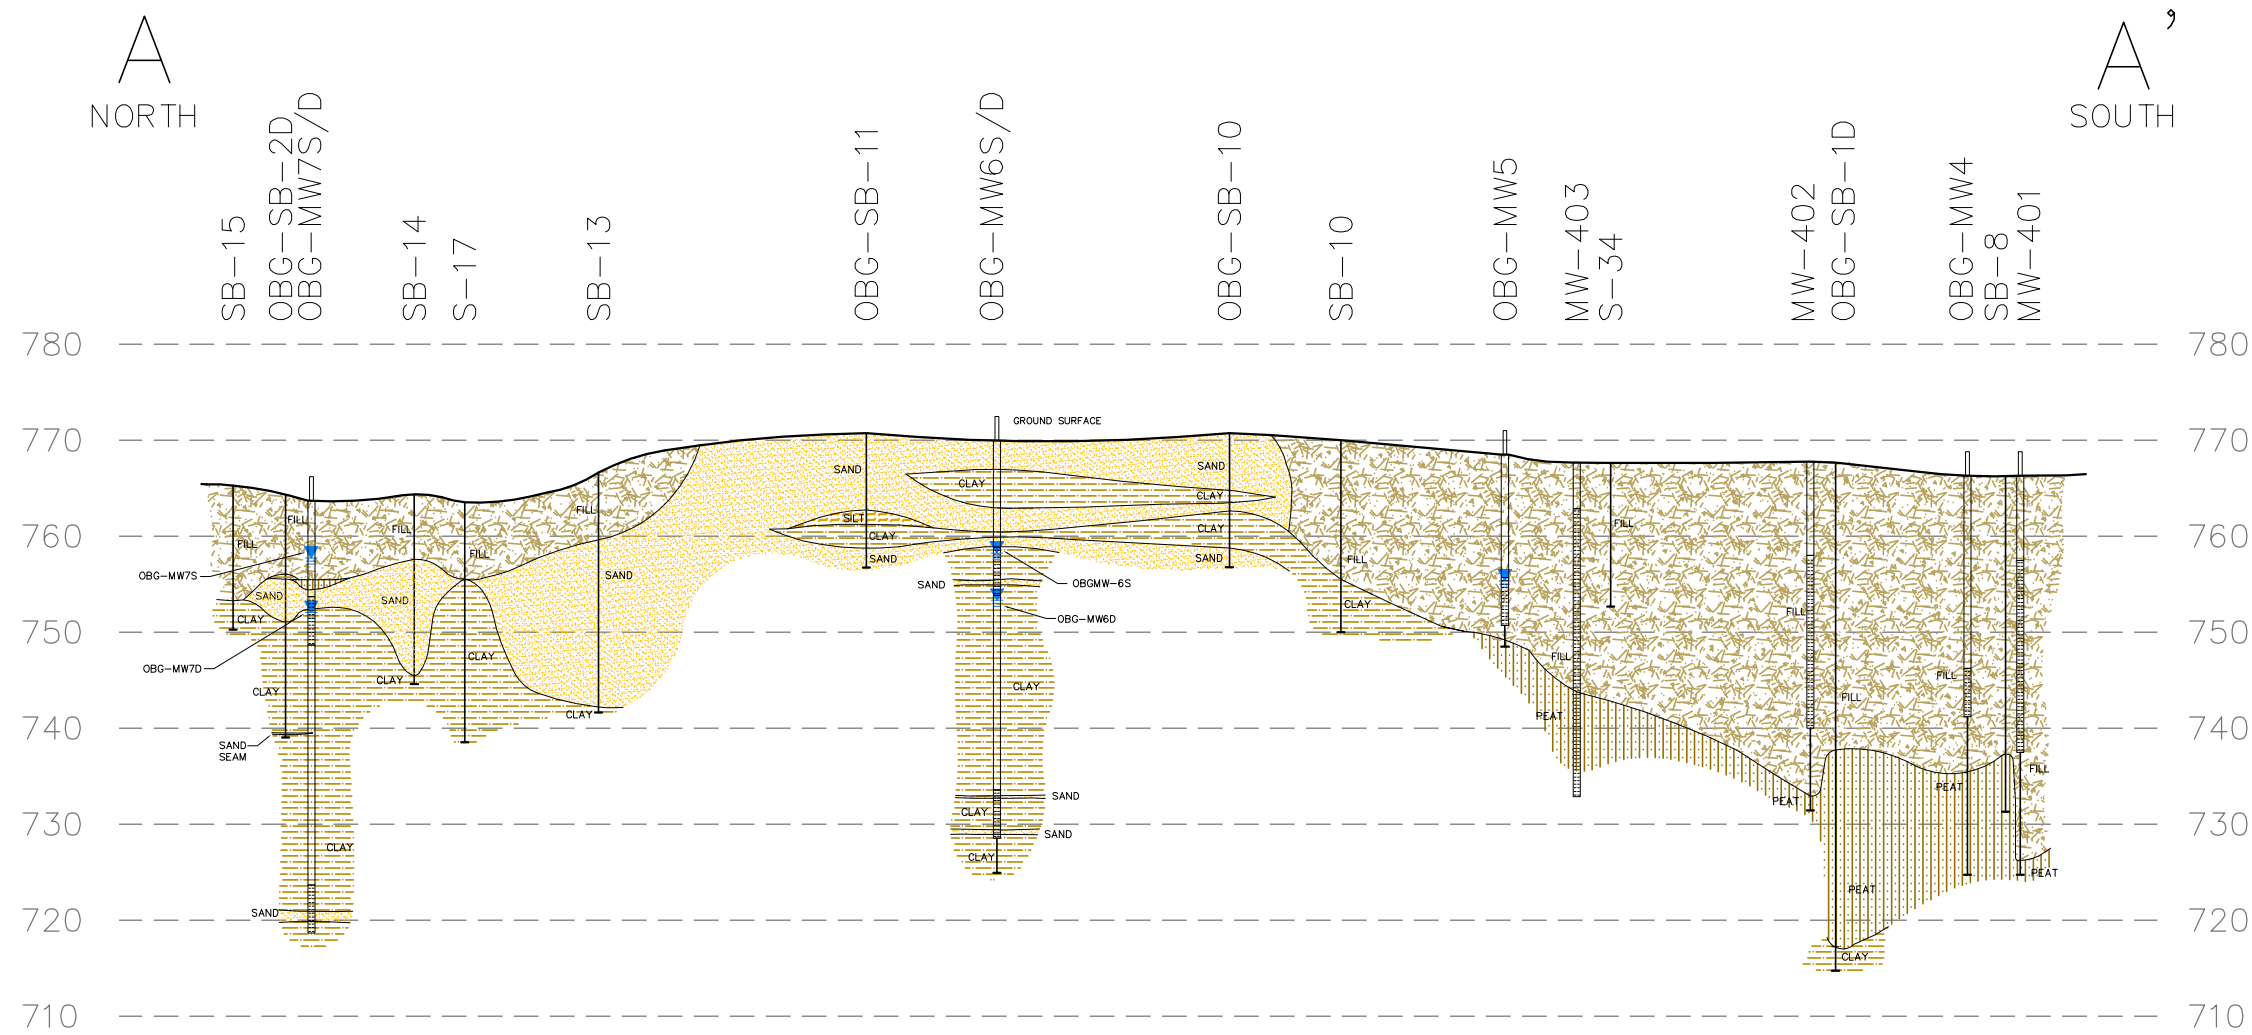 A
A'
NORTH
SOUTH
SB-15
OBG-SB-2D
OBG-MW7S/D
SB-14
S-17
SB-13
OBG-SB-11
OBG-MW6S/D
OBG-SB-10
SB-10
OBG-MW5
MW-403
S-34
MW-402
OBG-SB-1D
OBG-MW4
SB-8
MW-401
780
780
GROUND SURFACE
770
770
SAND
SAND
CLAY
CLAY
FILL
FILL
FILL
SILT
FILL
760
760
FILL
CLAY
CLAY
FILL
SAND
SAND
FILL
OBG-MW7S
SAND
SAND
OBGMW-6S
SAND
SAND
CLAY
FILL
CLAY
OBG-MW6D
750
750
CLAY
FILL
OBG-MW7D
CLAY
CLAY
CLAY
FILL
FILL
CLAY
PEAT
740
740
SAND
SEAM
FILL
PEAT
SAND
PEAT
CLAY
730
730
SAND
CLAY
CLAY
PEAT
PEAT
SAND
720
720
CLAY
710
710